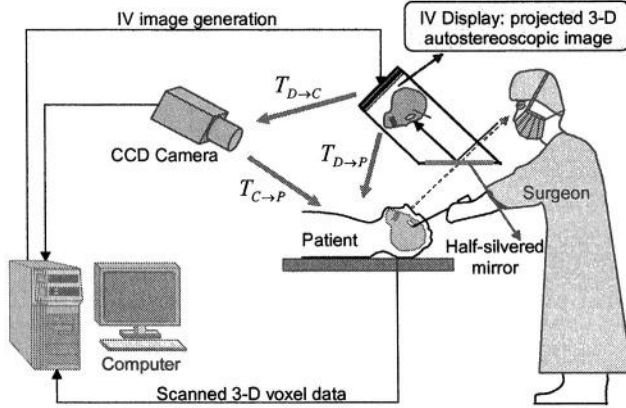 IV image generation
IV Display: projected 3-D
autostereoscopic image
T_{D→C}
CCD Camera
T_{D→P}
T_{C→P}
Surgeon
Patient
Half-silvered
mirror
Computer
Scanned 3-D voxel data